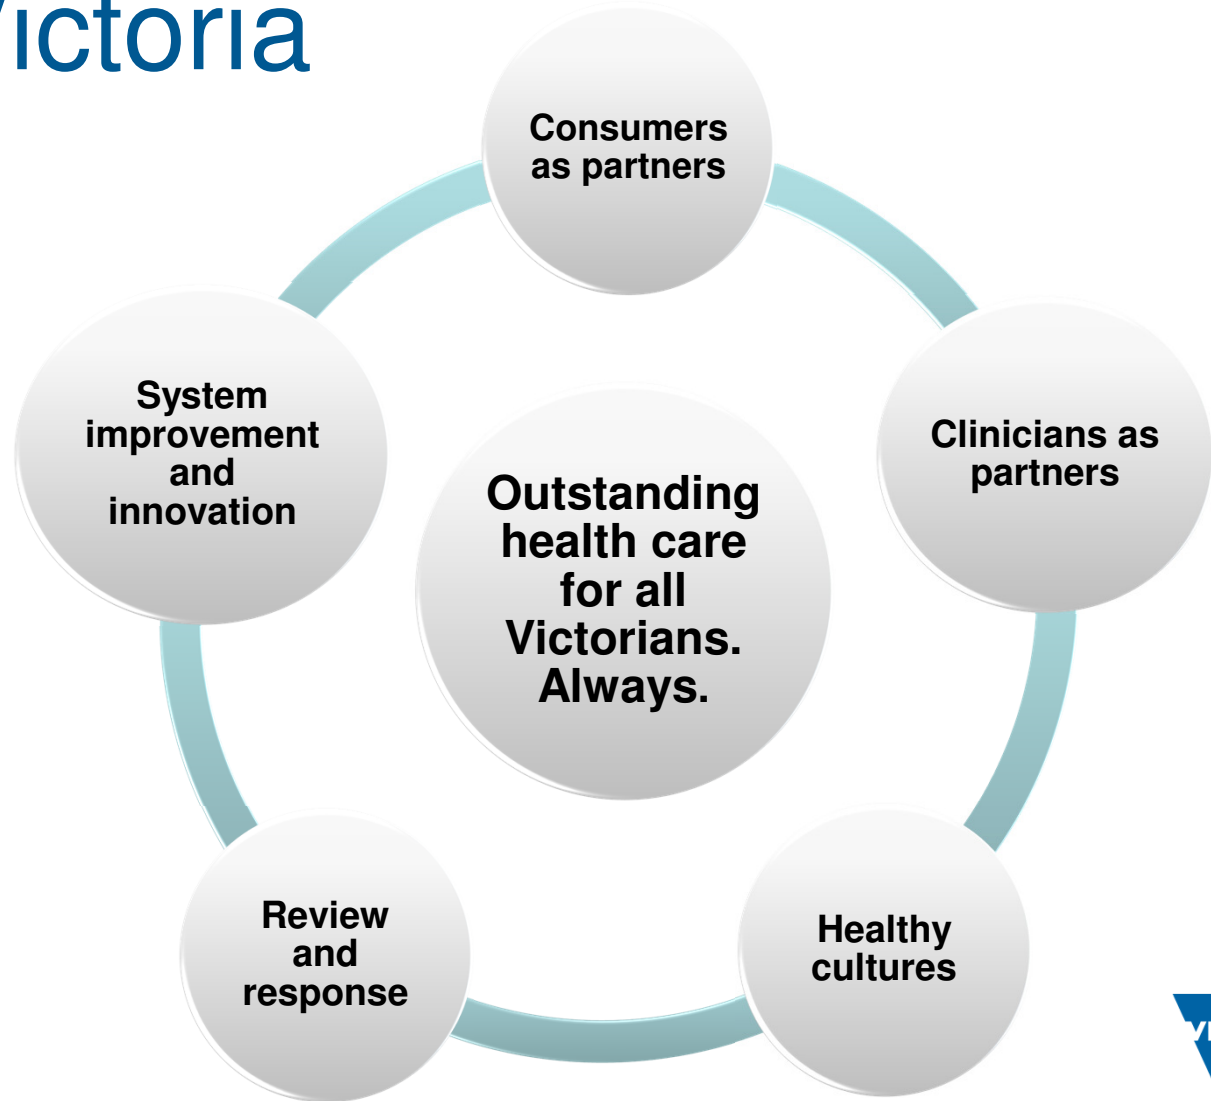 Victoria
Consumers
as partners
System
improvement
and
innovation
Clinicians as
partners
Outstanding
health care
for all
Victorians.
Always.
Review
and
response
Healthy
cultures